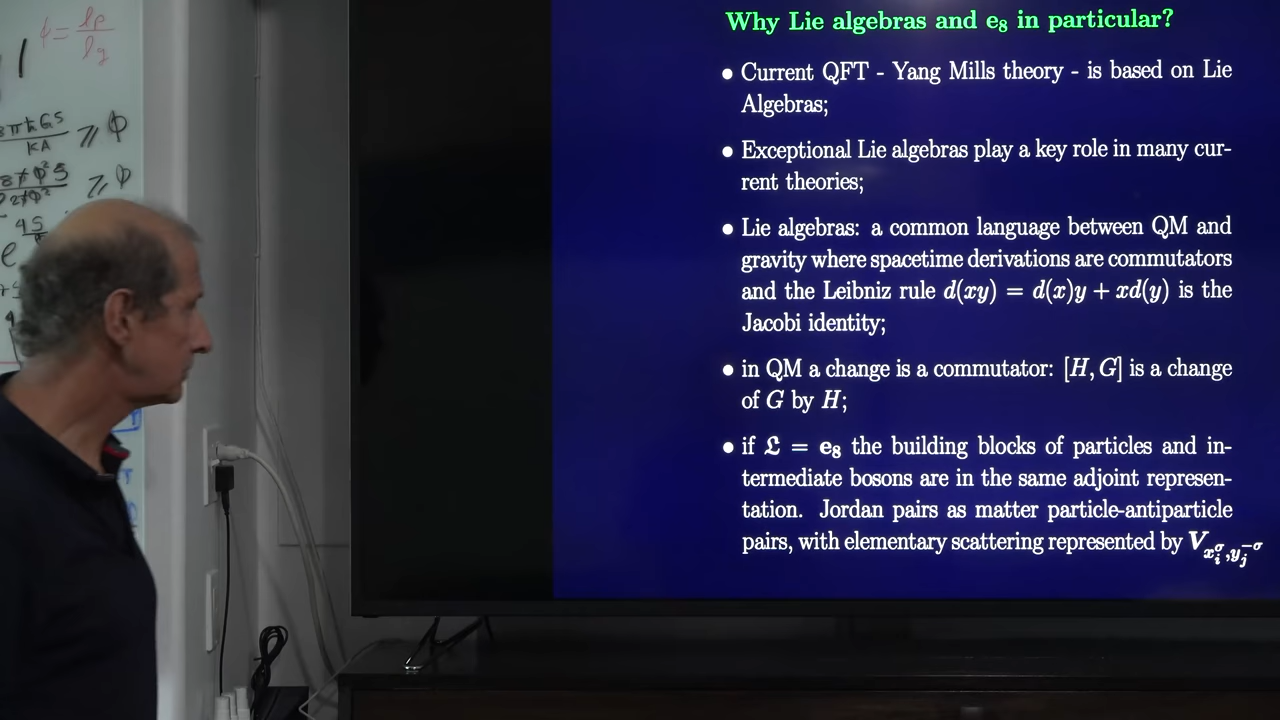 ϕ = ℓp / ℓg
≥ ϕ
KA
≥ ϕ
4S
e
Why Lie algebras and e₈ in particular?
• Current QFT - Yang Mills theory - is based on Lie
Algebras;
• Exceptional Lie algebras play a key role in many cur-
rent theories;
• Lie algebras: a common language between QM and
gravity where spacetime derivations are commutators
and the Leibniz rule d(xy) = d(x)y + xd(y) is the
Jacobi identity;
• in QM a change is a commutator: [H, G] is a change
of G by H;
• if 𝕷 = e₈ the building blocks of particles and in-
termediate bosons are in the same adjoint represen-
tation. Jordan pairs as matter particle-antiparticle
pairs, with elementary scattering represented by V_{x_i^σ, y_j^{-σ}}